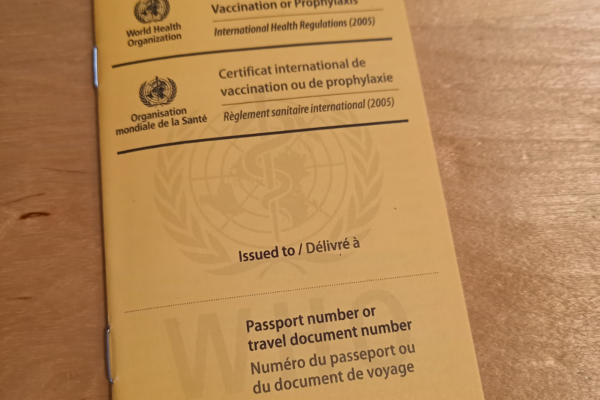 Vaccination or Prophylaxis
World Health
Organization
International Health Regulations (2005)
Certificat international de
vaccination ou de prophylaxie
Organisation
mondiale de la Santé
Règlement sanitaire international (2005)
Issued to / Délivré à
WHO
Passport number or
travel document number
Numéro du passeport ou
du document de voyage